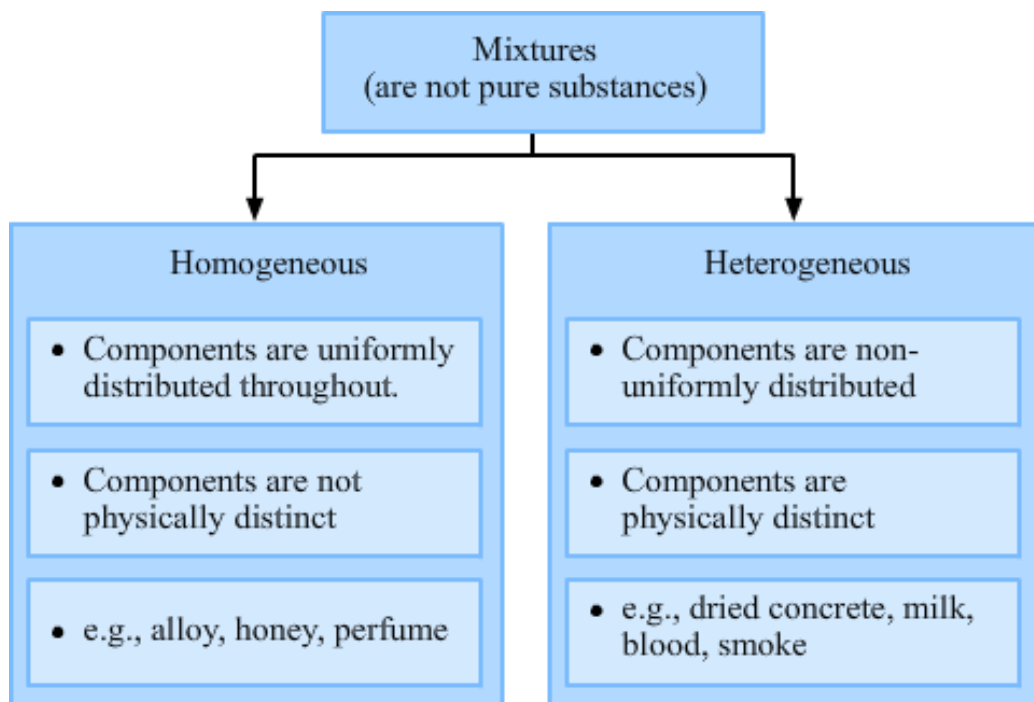 Mixtures
(are not pure substances)
Homogeneous
• Components are uniformly
distributed throughout.
• Components are not
physically distinct
• e.g., alloy, honey, perfume
Heterogeneous
• Components are non-
uniformly distributed
• Components are
physically distinct
• e.g., dried concrete, milk,
blood, smoke